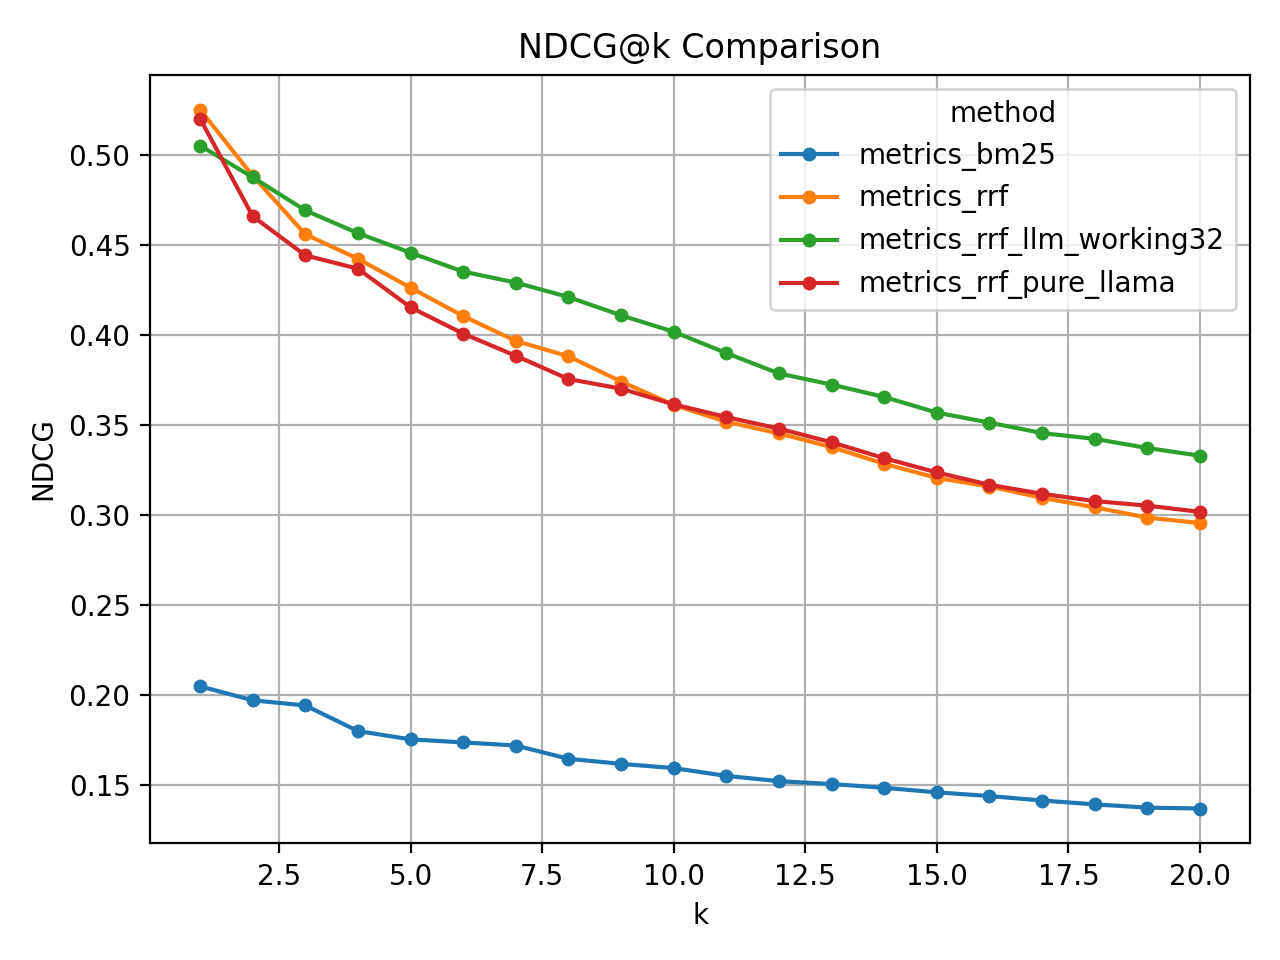 NDCG@k Comparison
method
metrics_bm25
metrics_rrf
metrics_rrf_llm_working32
metrics_rrf_pure_llama
NDCG
0.50
0.45
0.40
0.35
0.30
0.25
0.20
0.15
2.5 5.0 7.5 10.0 12.5 15.0 17.5 20.0
k